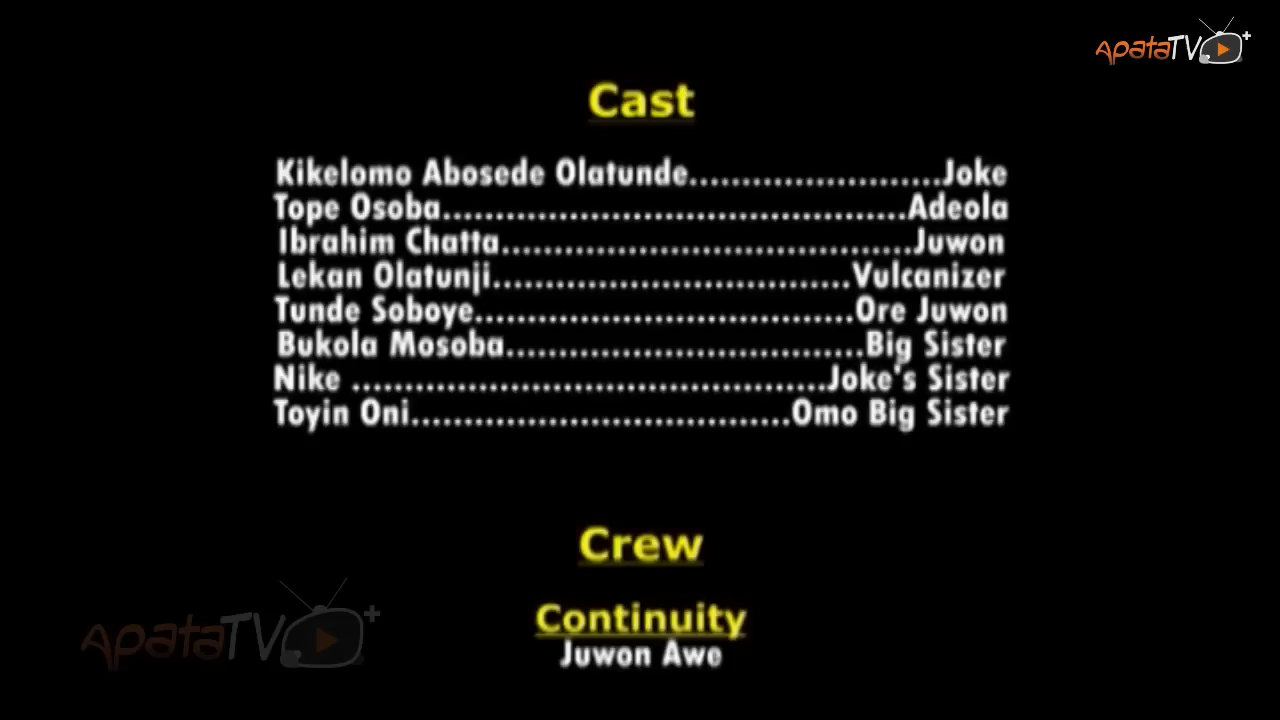 ApataTV+
Cast
Kikelomo Abosede Olatunde........................Joke
Tope Osoba............................................Adeola
Ibrahim Chatta.......................................Juwon
Lekan Olatunji..................................Vulcanizer
Tunde Soboye....................................Ore Juwon
Bukola Mosoba..................................Big Sister
Nike .............................................Joke's Sister
Toyin Oni....................................Omo Big Sister
Crew
Continuity
Juwon Awe
ApataTV+